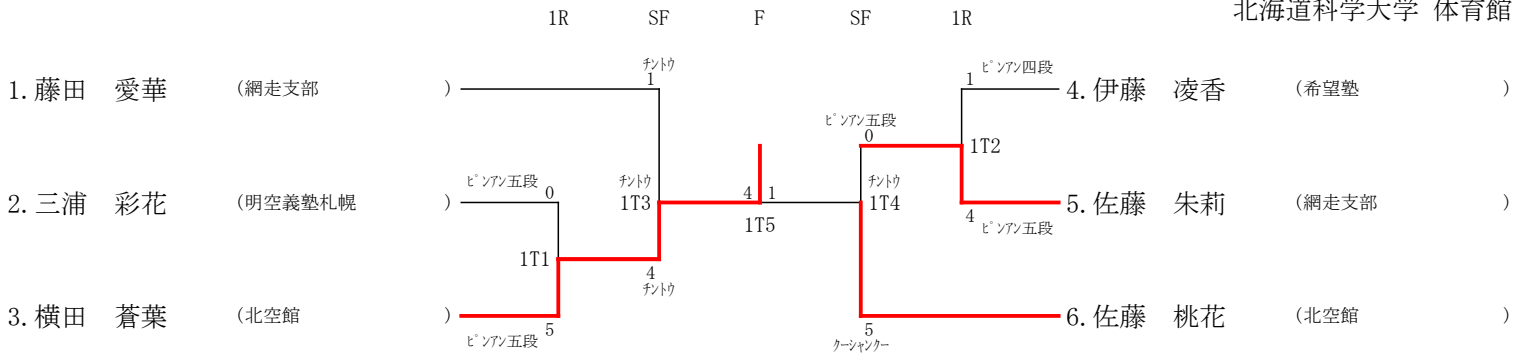 北海道科学大学 体育館
1R SF F SF 1R
チントウ
1
1 ピンアン四段
1.藤田 愛華 (網走支部 )
4.伊藤 凌香 (希望塾 )
ピンアン五段
0
1T2
ピンアン五段 0
チントウ
1T3
4 1
チントウ
1T4
2.三浦 彩花 (明空義塾札幌 )
5.佐藤 朱莉 (網走支部 )
1T5
4 ピンアン五段
1T1
4
チントウ
3.横田 蒼葉 (北空館 )
6.佐藤 桃花 (北空館 )
ピンアン五段 5
5
クーシャンクー